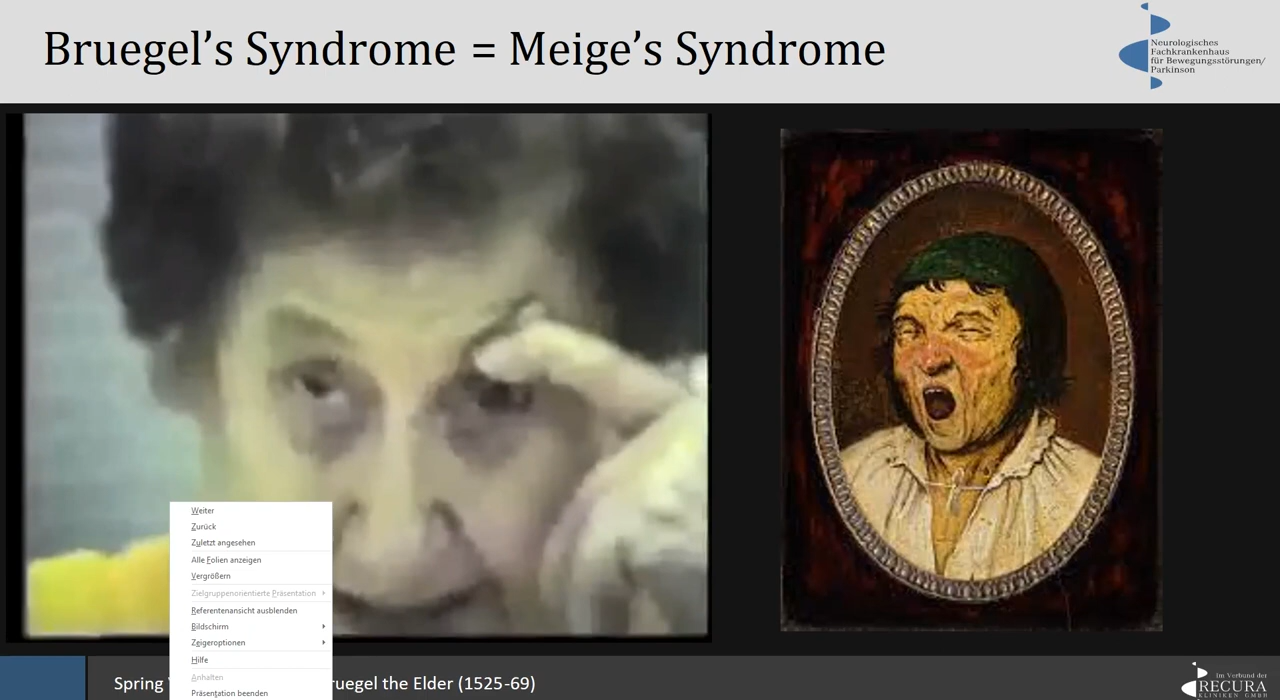 Bruegel's Syndrome = Meige's Syndrome
Neurologisches
Fachkrankenhaus
für Bewegungsstörungen/
Parkinson
Weiter
Zurück
Zuletzt angesehen
Alle Folien anzeigen
Vergrößern
Zielgruppenorientierte Präsentation
Referentenansicht ausblenden
Bildschirm
Zeigeroptionen
Hilfe
Anhalten
Präsentation beenden
Spring ruegel the Elder (1525-69)
Im Verbund der
RECURA
KLINIKEN GMBH